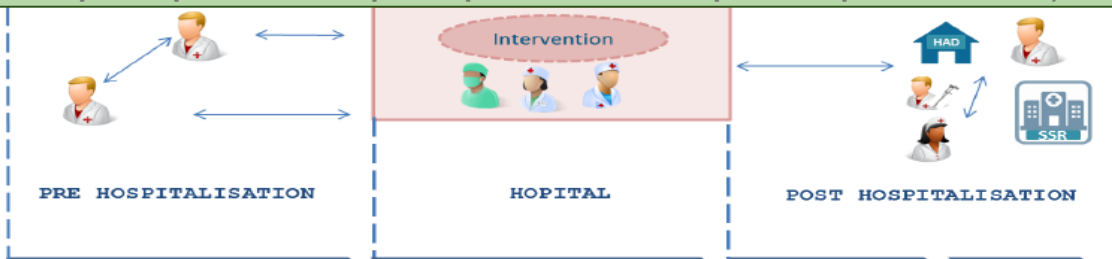 Intervention
HAD
SSR
PRE HOSPITALISATION
HOPITAL
POST HOSPITALISATION